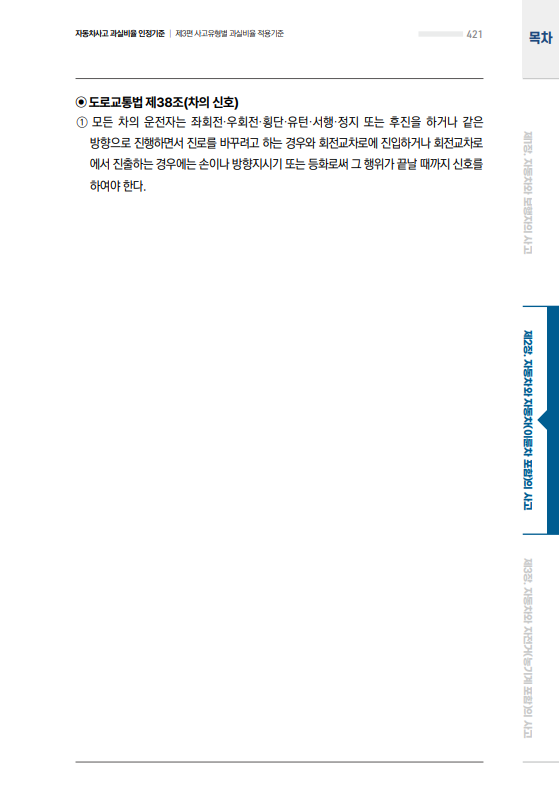 자동차사고 과실비율 인정기준 | 제3편 사고유형별 과실비율 적용기준
421
목차
◉ 도로교통법 제38조(차의 신호)
① 모든 차의 운전자는 좌회전·우회전·횡단·유턴·서행·정지 또는 후진을 하거나 같은
방향으로 진행하면서 진로를 바꾸려고 하는 경우와 회전교차로에 진입하거나 회전교차로
에서 진출하는 경우에는 손이나 방향지시기 또는 등화로써 그 행위가 끝날 때까지 신호를
하여야 한다.
제1장. 자동차와 보행자의 사고
제2장. 자동차와 자동차(이륜차 포함)의 사고
제3장. 자동차와 자전거(농기계 포함)의 사고